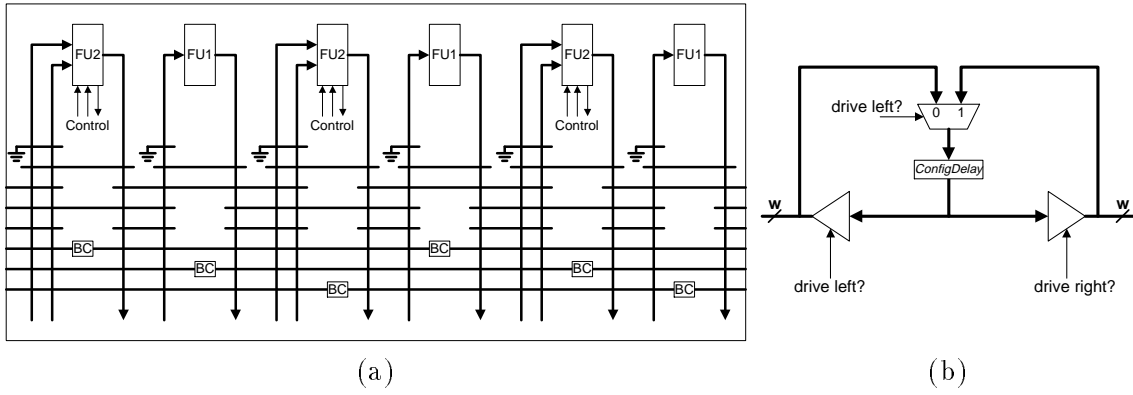 FU2 FU1 FU2 FU1 FU2 FU1
Control Control Control
BC BC
BC BC
BC BC
(a)
drive left?
0 1
ConfigDelay
w w
drive left? drive right?
(b)